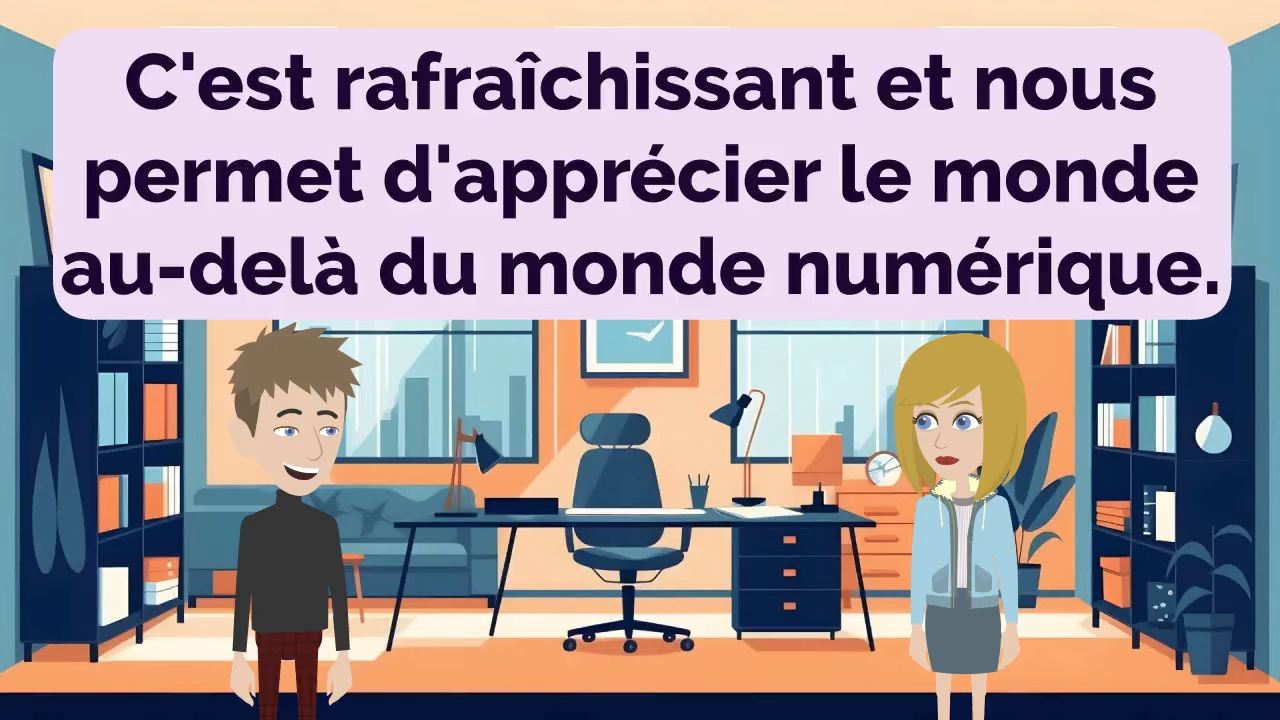 C'est rafraîchissant et nous
permet d'apprécier le monde
au-delà du monde numérique.